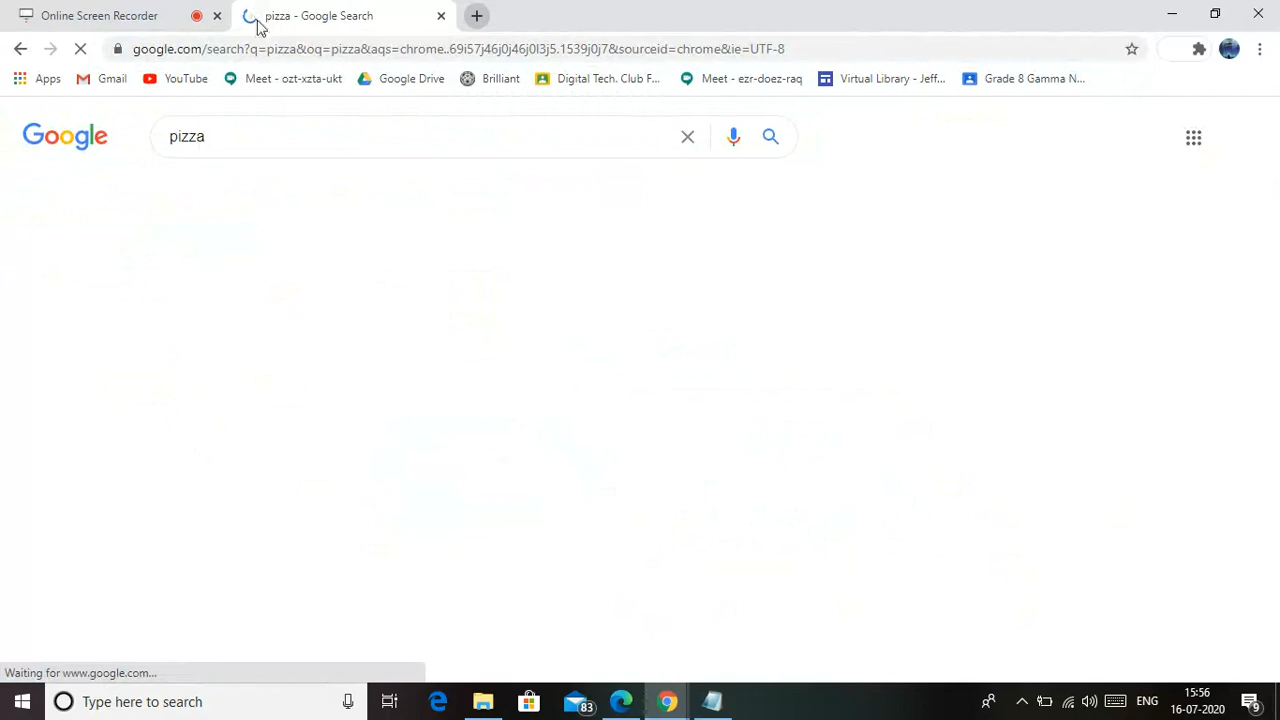 Online Screen Recorder
pizza - Google Search
google.com/search?q=pizza&oq=pizza&aqs=chrome..69i57j46j0j46j0l3j5.1539j0j7&sourceid=chrome&ie=UTF-8
Apps Gmail YouTube Meet - ozt-xzta-ukt Google Drive Brilliant Digital Tech. Club F... Meet - ezr-doez-raq Virtual Library - Jeff... Grade 8 Gamma N...
Google pizza
Waiting for www.google.com...
Type here to search 83 ENG 15:56
16-07-2020 9